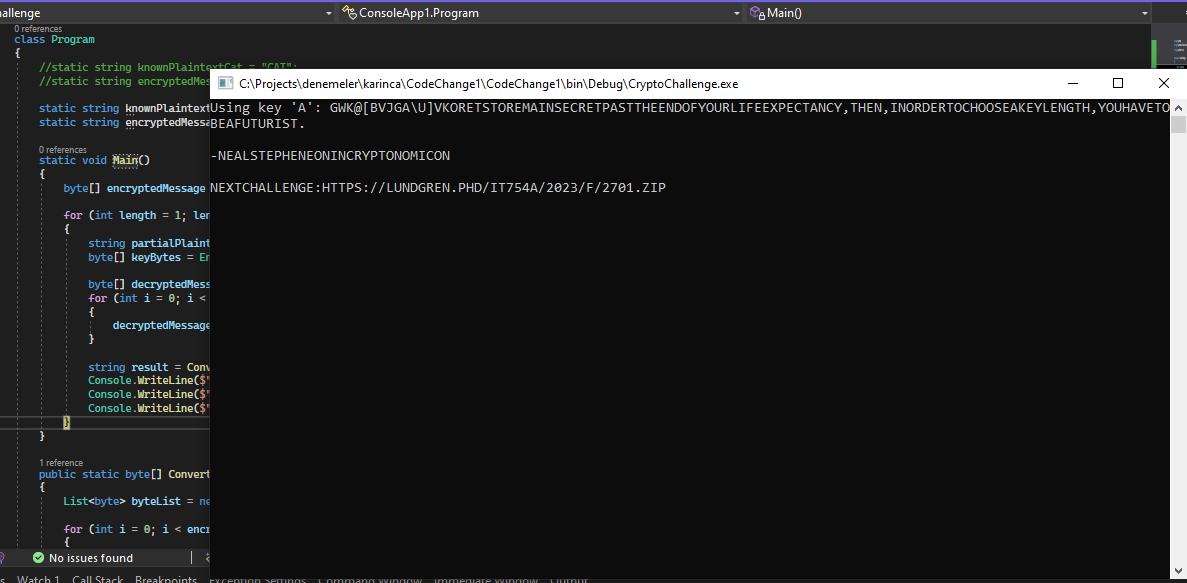 allenge ConsoleApp1.Program Main()
0 references
class Program
{
//static string knownPlaintextCat = "CAT";
//static string encryptedMes
C:\Projects\denemeler\karinca\CodeChange1\CodeChange1\bin\Debug\CryptoChallenge.exe
static string knownPlaintext
static string encryptedMessa
Using key 'A': GWK@[BVJGA\U]VKORETSTOREMAINSECRETPASTTHEENDOFYOURLIFEEXPECTANCY,THEN,INORDERTOCHOOSEAKEYLENGTH,YOUHAVETO
BEAFUTURIST.
-NEALSTEPHENEONINCRYPTONOMICON
NEXTCHALLENGE:HTTPS://LUNDGREN.PHD/IT754A/2023/F/2701.ZIP
0 references
static void Main()
{
byte[] encryptedMessage
for (int length = 1; len
{
string partialPlaint
byte[] keyBytes = En
byte[] decryptedMess
for (int i = 0; i <
{
decryptedMessage
}
string result = Conv
Console.WriteLine($"
Console.WriteLine($"
Console.WriteLine($"
}
}
1 reference
public static byte[] Convert
{
List<byte> byteList = ne
for (int i = 0; i < encr
{
No issues found
s Watch 1 Call Stack Breakpoints Exception Settings Command Window Immediate Window Output